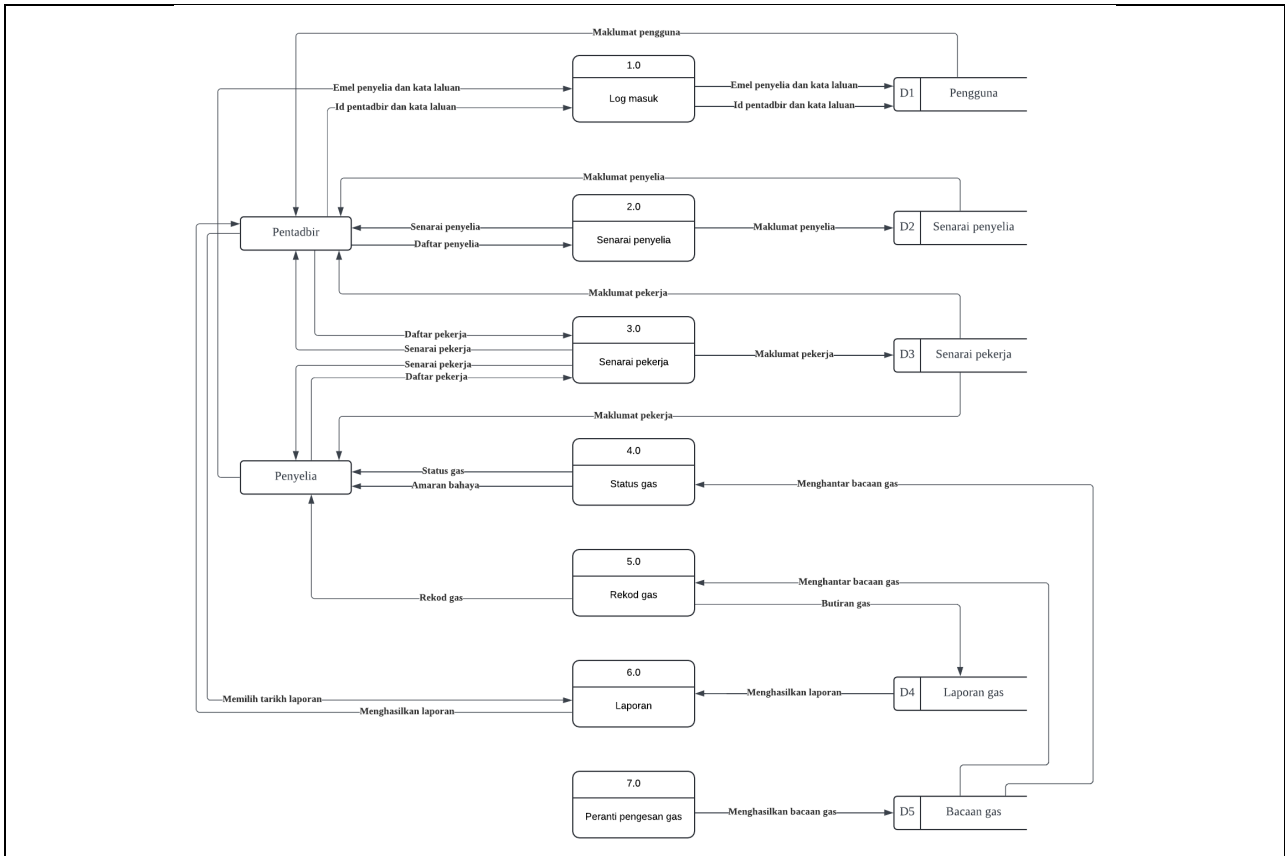 Maklumat pengguna
1.0
Emel penyelia dan kata laluan
Emel penyelia dan kata laluan
D1
Pengguna
Log masuk
Id pentadbir dan kata laluan
Id pentadbir dan kata laluan
Maklumat penyelia
2.0
Pentadbir
Senarai penyelia
Maklumat penyelia
D2
Senarai penyelia
Senarai penyelia
Daftar penyelia
Maklumat pekerja
3.0
Daftar pekerja
Senarai pekerja
Maklumat pekerja
D3
Senarai pekerja
Senarai pekerja
Senarai pekerja
Daftar pekerja
Maklumat pekerja
4.0
Penyelia
Status gas
Status gas
Menghantar bacaan gas
Amaran bahaya
5.0
Menghantar bacaan gas
Rekod gas
Rekod gas
Butiran gas
6.0
Memilih tarikh laporan
Menghasilkan laporan
D4
Laporan gas
Laporan
Menghasilkan laporan
7.0
Peranti pengesan gas
Menghasilkan bacaan gas
D5
Bacaan gas